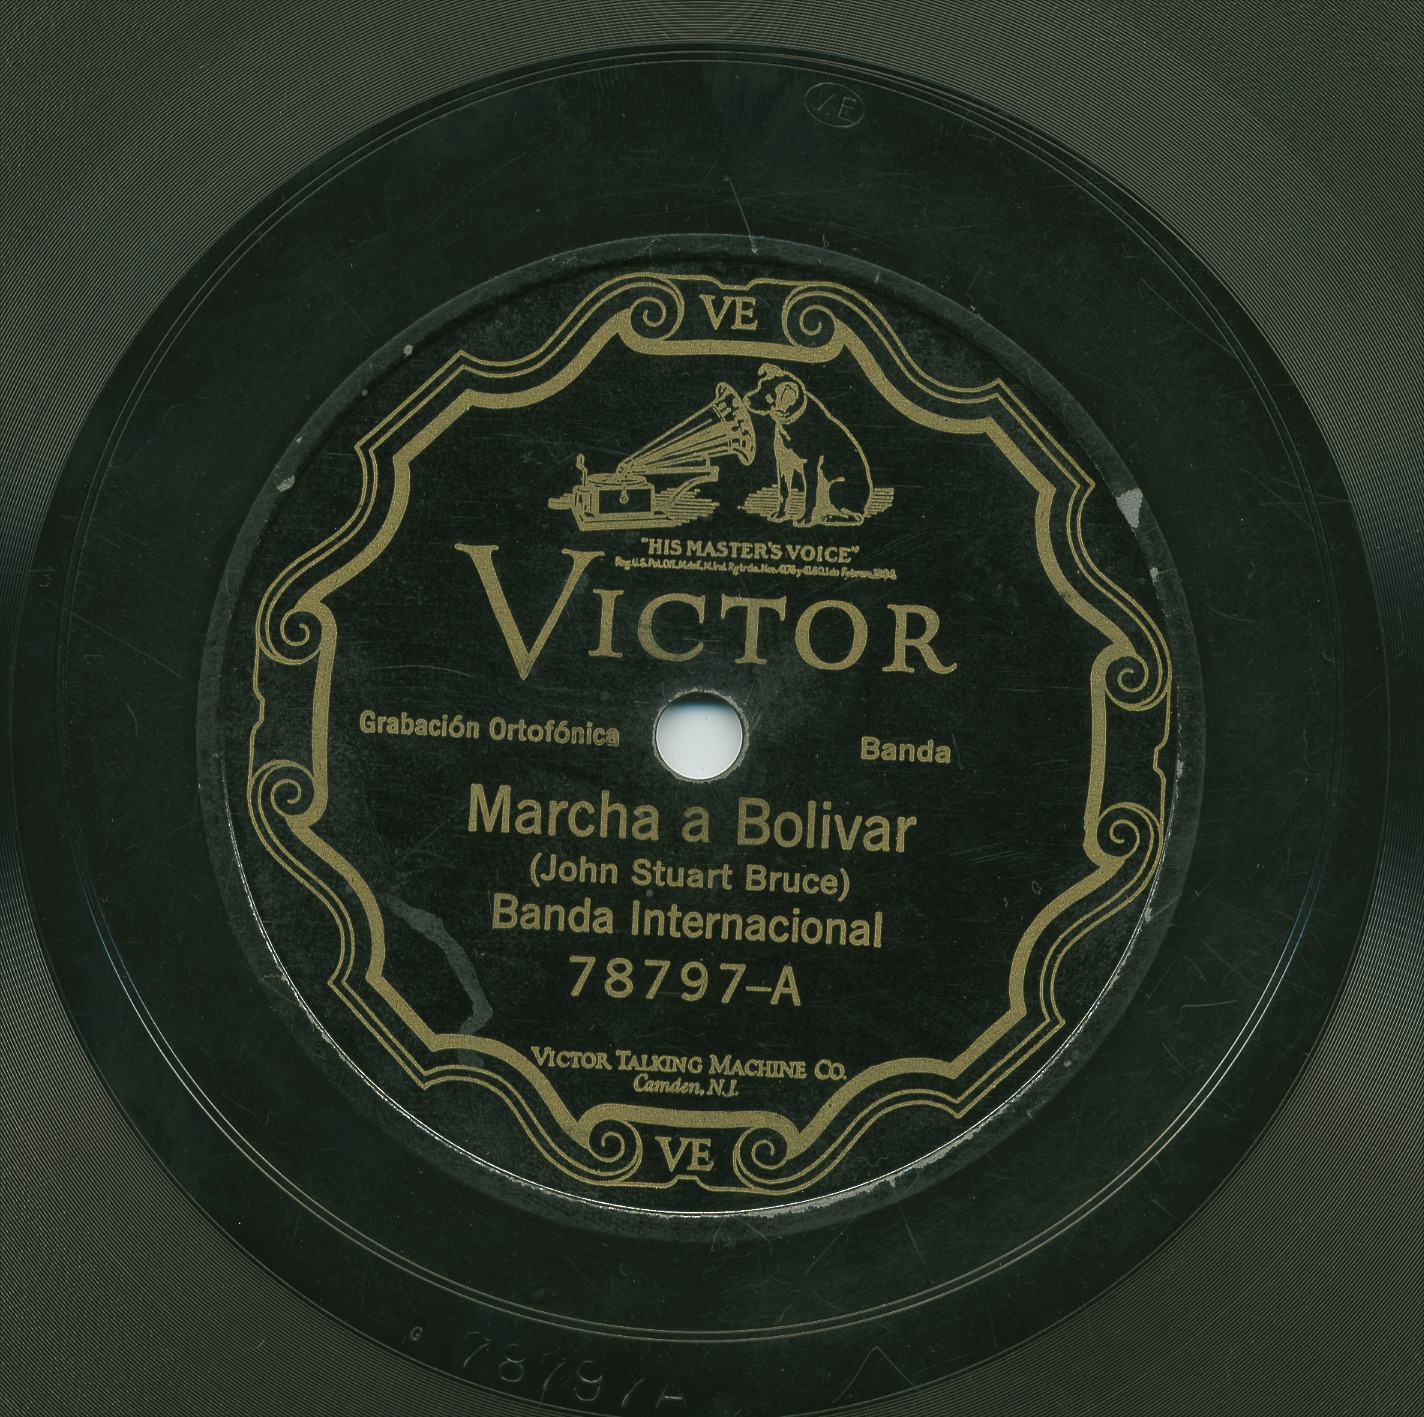 VE
VE
"HIS MASTER'S VOICE"
VICTOR
Grabación Ortofónica
Banda
Marcha a Bolivar
(John Stuart Bruce)
Banda Internacional
78797-A
VICTOR TALKING MACHINE CO.
Camden, N.J.
VE
G
78797A